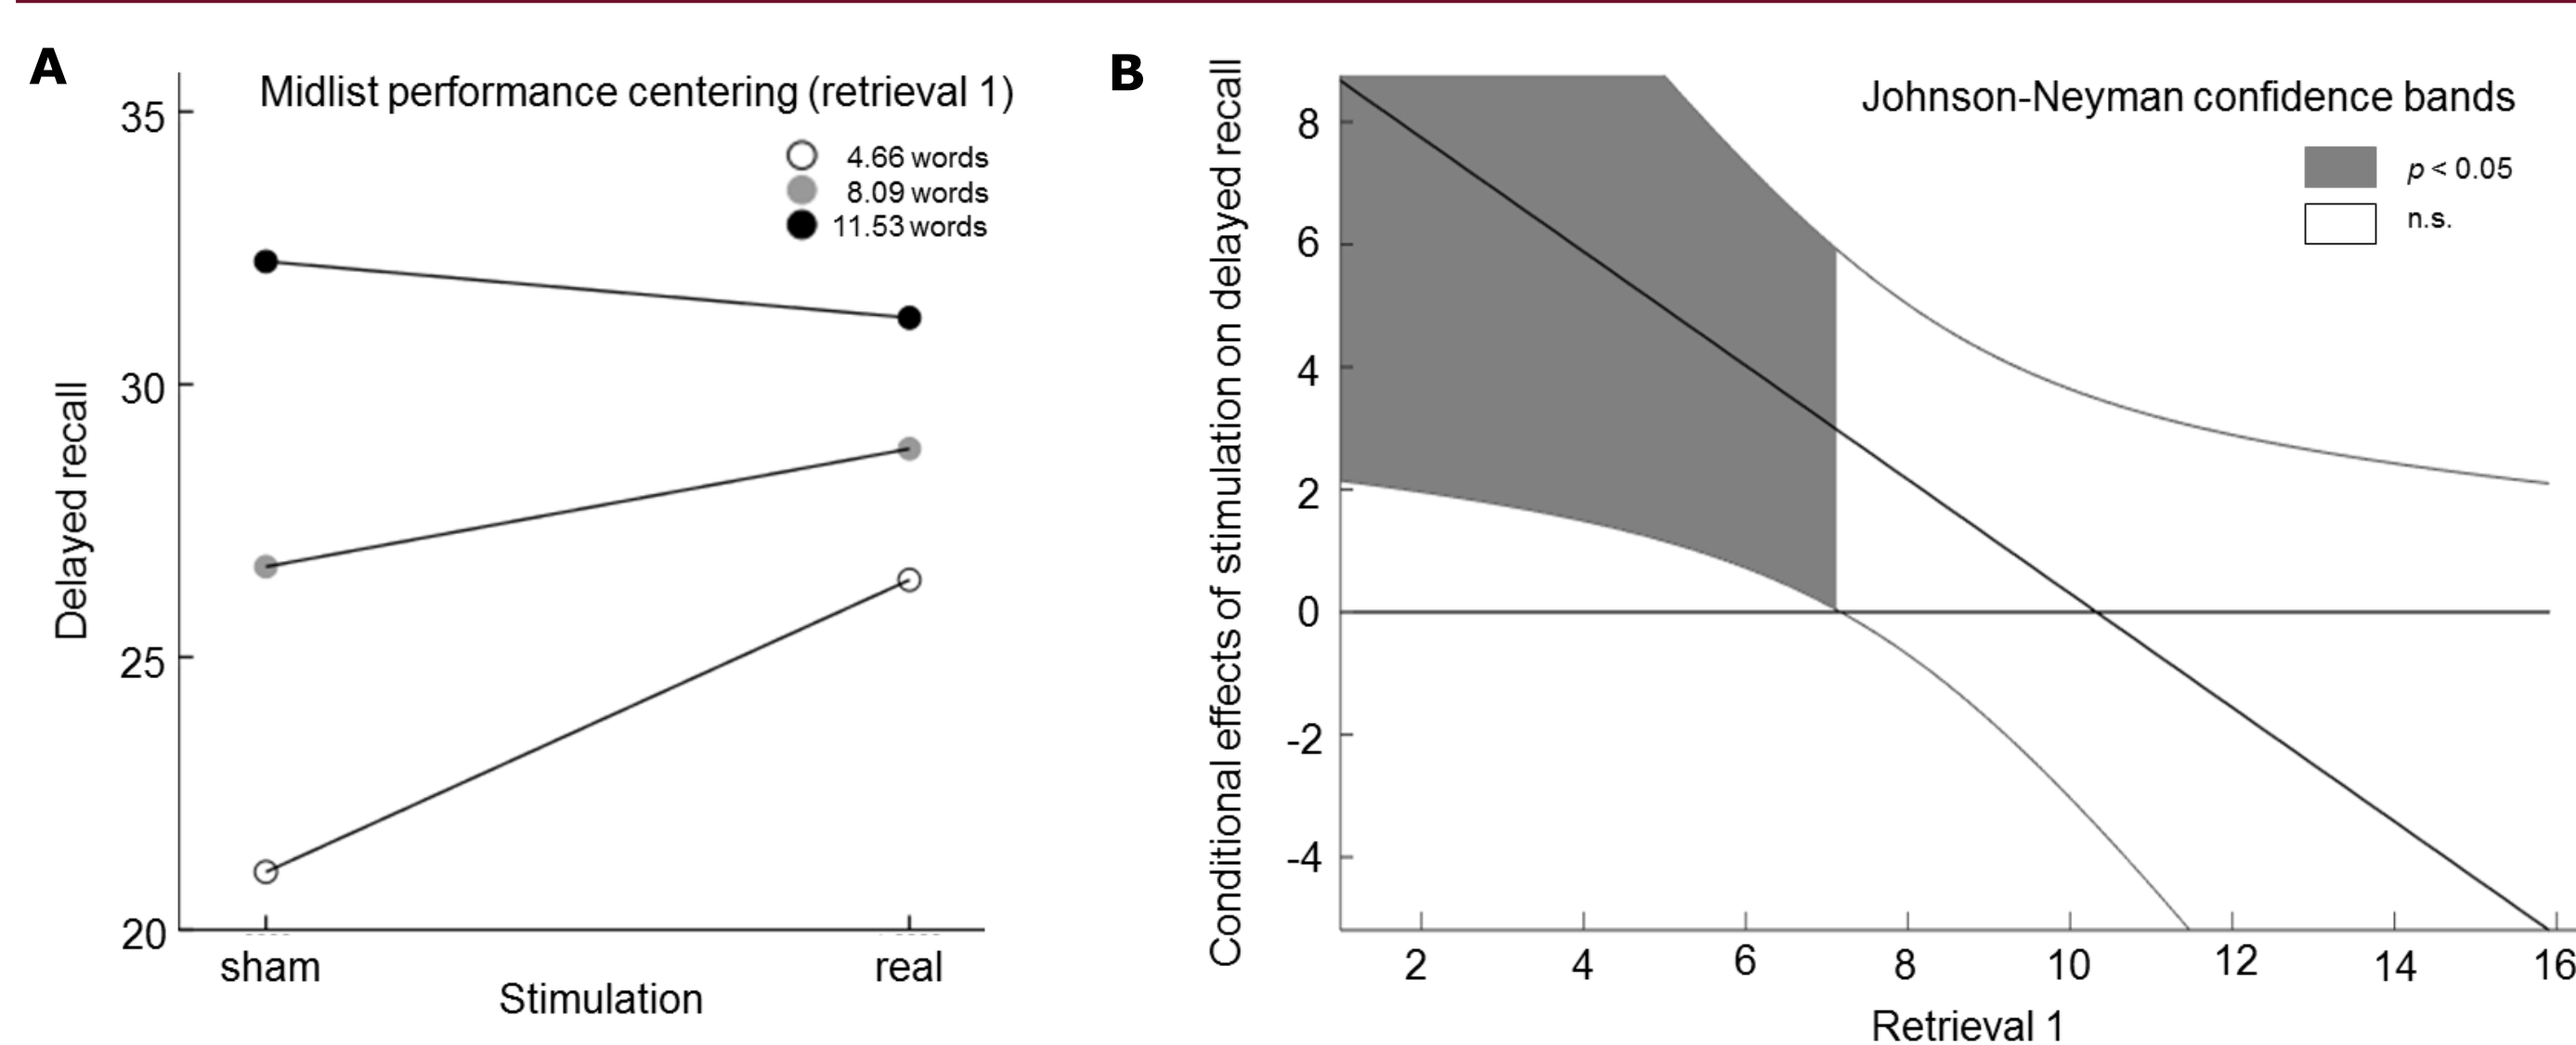 A
Midlist performance centering (retrieval 1)
4.66 words
8.09 words
11.53 words
Delayed recall
35
30
25
20
sham
real
Stimulation
B
Johnson-Neyman confidence bands
p < 0.05
n.s.
Conditional effects of stimulation on delayed recall
8
6
4
2
0
-2
-4
2 4 6 8 10 12 14 16
Retrieval 1